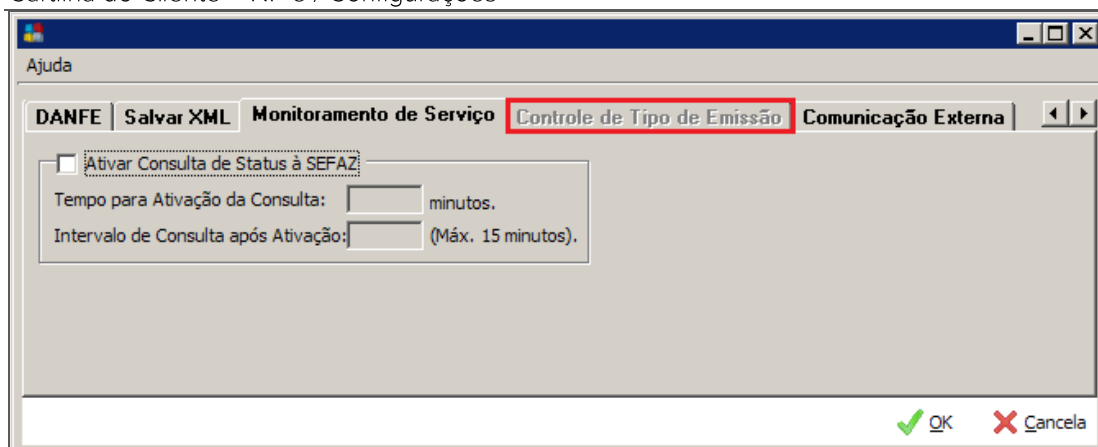 Ajuda
DANFE Salvar XML Monitoramento de Serviço Controle de Tipo de Emissão Comunicação Externa
Ativar Consulta de Status à SEFAZ
Tempo para Ativação da Consulta: minutos.
Intervalo de Consulta após Ativação: (Máx. 15 minutos).
OK Cancela